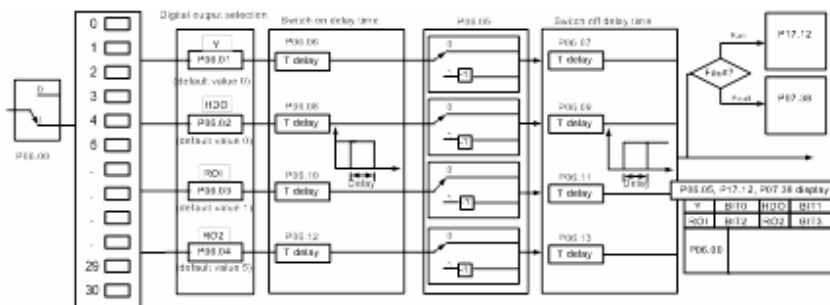 Digital output selection
Switch on delay time
P06.05
Switch off delay time
0
1
2
3
4
5
.
.
.
.
29
30
0
1
P06.00
Y
P06.01
(default value 0)
HDO
P06.02
(default value 0)
RO1
P06.03
(default value 1)
RO2
P06.04
(default value 5)
P06.06
T delay
P06.08
T delay
Delay
P06.10
T delay
P06.12
T delay
0
1
-1
0
1
-1
0
1
-1
0
1
-1
P06.07
T delay
P06.09
T delay
Delay
P06.11
T delay
P06.13
T delay
Run
Fault?
Fault
P17.12
P07.38
P06.05, P17.12, P07.38 display
Y BIT0 HDO BIT1
RO1 BIT2 RO2 BIT3
P06.00